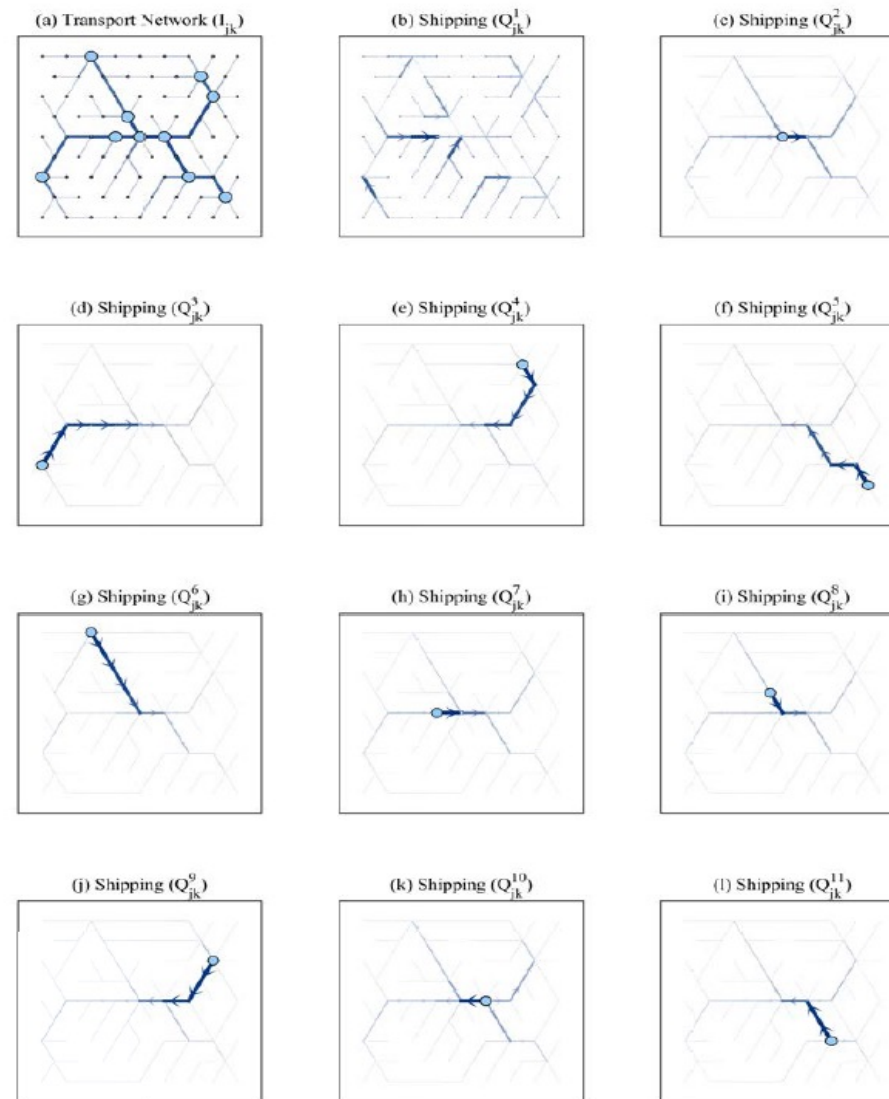 (a) Transport Network (I_jk)
(b) Shipping (Q^1_jk)
(c) Shipping (Q^2_jk)
(d) Shipping (Q^3_jk)
(e) Shipping (Q^4_jk)
(f) Shipping (Q^5_jk)
(g) Shipping (Q^6_jk)
(h) Shipping (Q^7_jk)
(i) Shipping (Q^8_jk)
(j) Shipping (Q^9_jk)
(k) Shipping (Q^10_jk)
(l) Shipping (Q^11_jk)